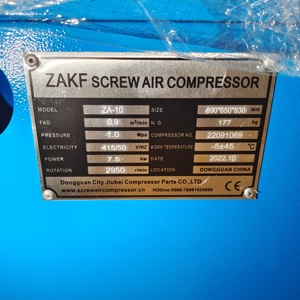 ZAKF SCREW AIR COMPRESSOR
MODEL ZA-10 SIZE 890*650*830 mm
FAD 0.9 m³/min N. G 177 kg
PRESSURE 1.0 Mpa COMPRESSOR NO 22091069
ELECTRICITY 415/50 V/HZ WORK TEMPERATURE -5±45 °C
POWER 7.5 kw DATE 2022.10
ROTATION 2950 r/min LOCATION DONGGUAN CHINA
Dongguan City Jiubei Compressor Parts CO.,LTD
www.screwaircompressor.cn